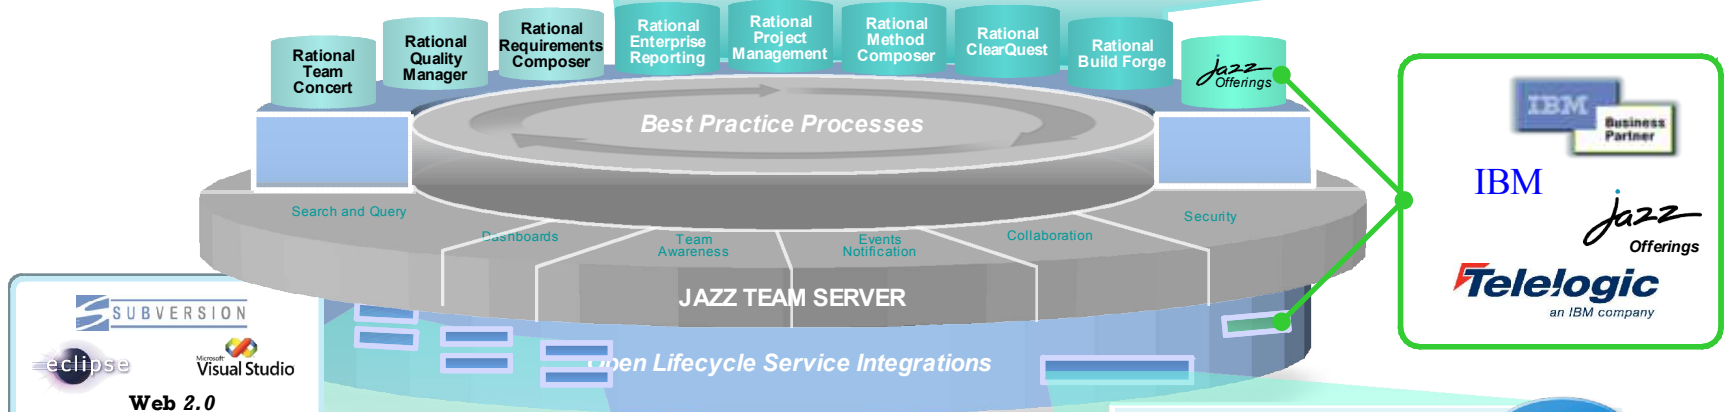 Rational
Team
Concert
Rational
Quality
Manager
Rational
Requirements
Composer
Rational
Enterprise
Reporting
Rational
Project
Management
Rational
Method
Composer
Rational
ClearQuest
Rational
Build Forge
jazz
Offerings
Best Practice Processes
Search and Query
Dashboards
Team
Awareness
Events
Notification
Collaboration
Security
JAZZ TEAM SERVER
Open Lifecycle Service Integrations
SUBVERSION
eclipse
Microsoft
Visual Studio
Web 2.0
IBM
Business
Partner
IBM
jazz
Offerings
Telelogic
an IBM company